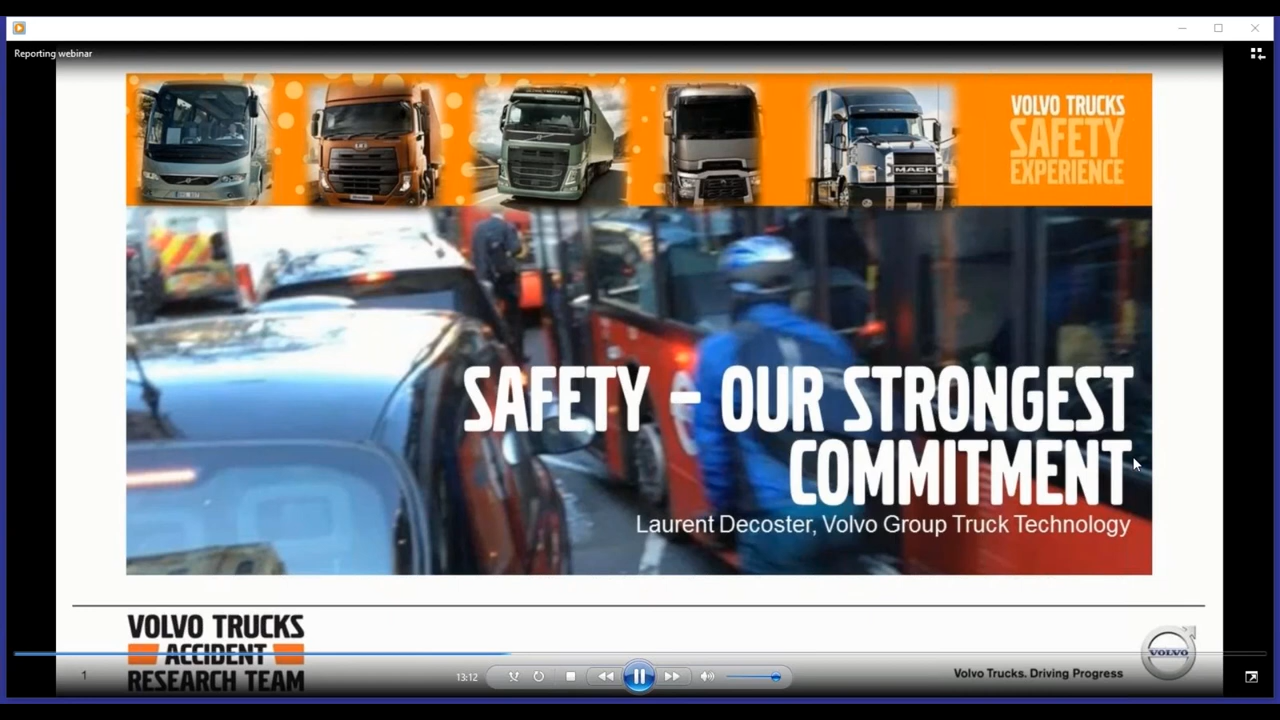 Reporting webinar
VOLVO TRUCKS
SAFETY
EXPERIENCE
MACK
SAFETY – OUR STRONGEST
COMMITMENT
Laurent Decoster, Volvo Group Truck Technology
VOLVO TRUCKS
ACCIDENT
RESEARCH TEAM
1
13:12
Volvo Trucks. Driving Progress
VOLVO